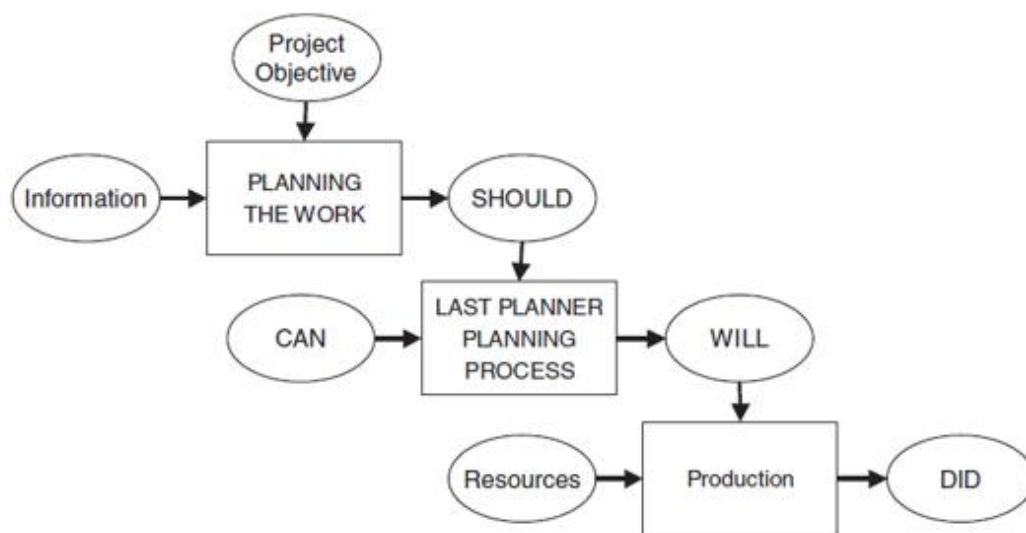 Project
Objective
Information
PLANNING
THE WORK
SHOULD
CAN
LAST PLANNER
PLANNING
PROCESS
WILL
Resources
Production
DID